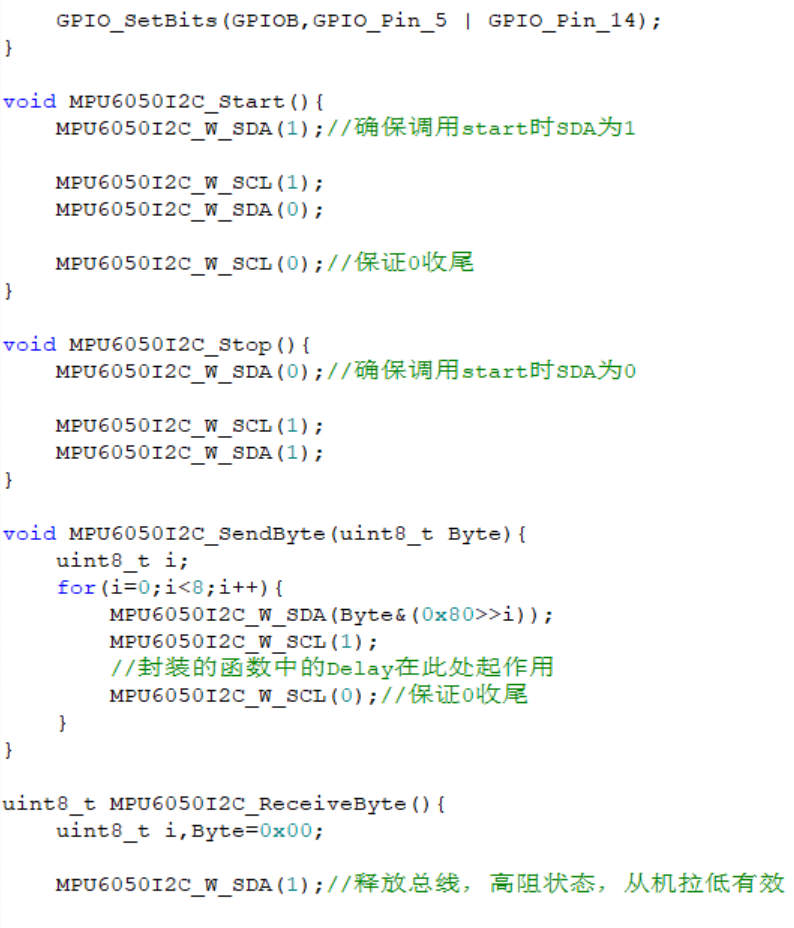 GPIO_SetBits(GPIOB,GPIO_Pin_5 | GPIO_Pin_14);
}
void MPU6050I2C_Start(){
MPU6050I2C_W_SDA(1);//确保调用start时SDA为1
MPU6050I2C_W_SCL(1);
MPU6050I2C_W_SDA(0);
MPU6050I2C_W_SCL(0);//保证0收尾
}
void MPU6050I2C_Stop(){
MPU6050I2C_W_SDA(0);//确保调用start时SDA为0
MPU6050I2C_W_SCL(1);
MPU6050I2C_W_SDA(1);
}
void MPU6050I2C_SendByte(uint8_t Byte){
uint8_t i;
for(i=0;i<8;i++){
MPU6050I2C_W_SDA(Byte&(0x80>>i));
MPU6050I2C_W_SCL(1);
//封装的函数中的Delay在此处起作用
MPU6050I2C_W_SCL(0);//保证0收尾
}
}
uint8_t MPU6050I2C_ReceiveByte(){
uint8_t i,Byte=0x00;
MPU6050I2C_W_SDA(1);//释放总线，高阻状态，从机拉低有效